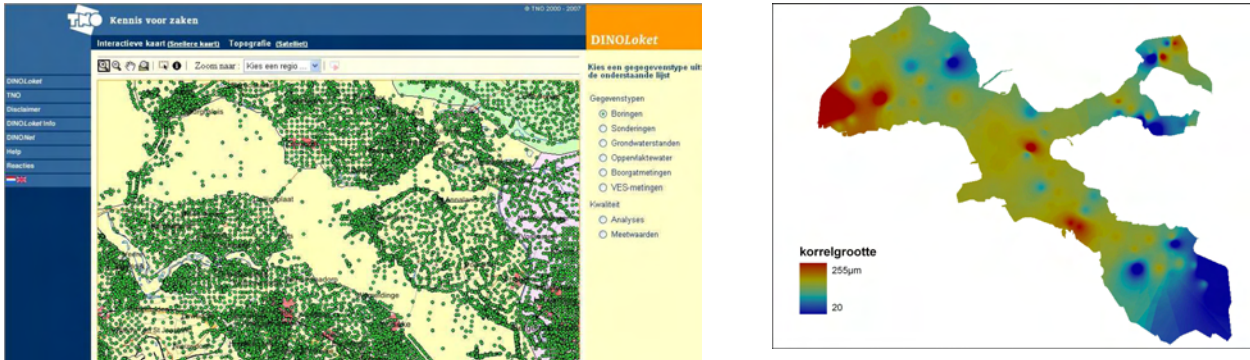 © TNO 2000 - 2007
TNO Kennis voor zaken
Interactieve kaart (Snellere kaart) Topografie (Satelliet)
DINOLoket
Zoom naar : Kies een regio ...
Kies een gegegevenstype uit
de onderstaande lijst
DINOLoket
TNO
Disclaimer
DINOLoket Info
DINONet
Help
Reacties
Gegevenstypen
Boringen
Sonderingen
Grondwaterstanden
Oppervlaktewater
Boorgatmetingen
VES-metingen
Kwaliteit
Analyses
Meetwaarden
korrelgrootte
255µm
20